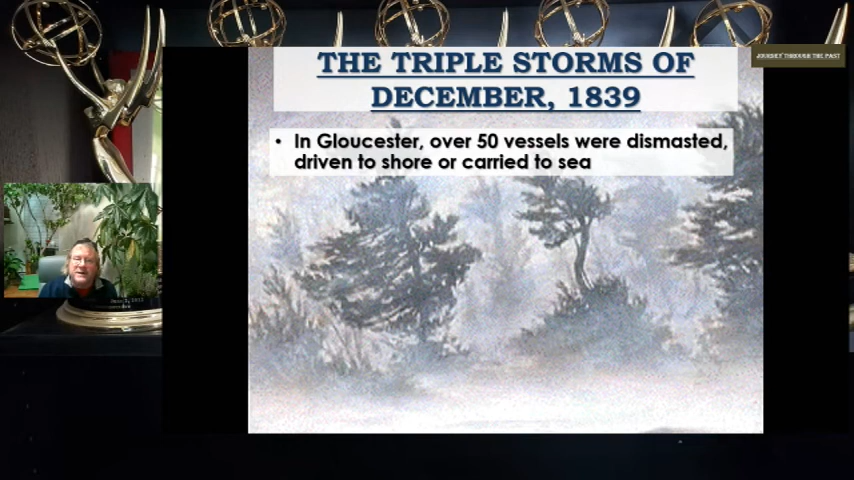 JOURNEY THROUGH THE PAST
THE TRIPLE STORMS OF
DECEMBER, 1839
• In Gloucester, over 50 vessels were dismasted,
driven to shore or carried to sea